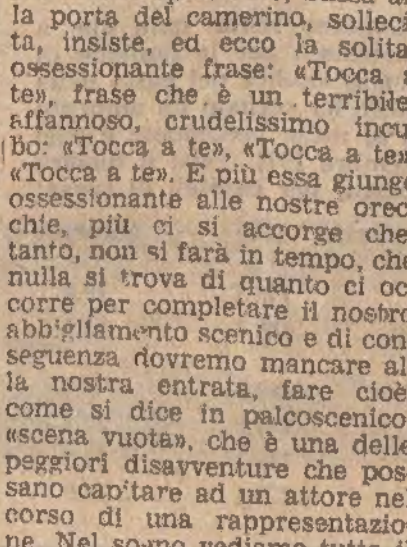 la porta del camerino, solleci
ta, insiste, ed ecco la solita
ossessionante frase: «Tocca a
te», frase che è un terribile
affannoso, crudelissimo incu
bo: «Tocca a te», «Tocca a te»
«Tocca a te». E più essa giunge
ossessionante alle nostre orec
chie, più ci si accorge che
tanto, non si farà in tempo, che
nulla si trova di quanto ci oc
corre per completare il nostro
abbigliamento scenico e di con
seguenza dovremo mancare al
la nostra entrata, fare cioè
come si dice in palcoscenico
«scena vuota», che è una delle
peggiori disavventure che pos
sano capitare ad un attore ne
corso di una rappresentazio
ne. Nel sogno vediamo tutto